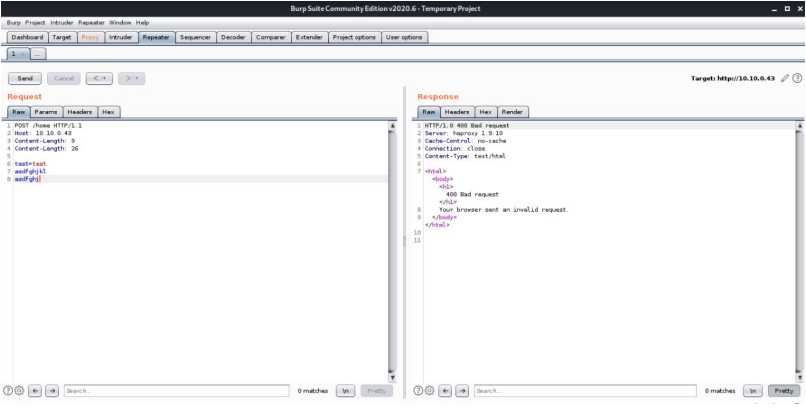 Burp Suite Community Edition v2020.6 - Temporary Project
Burp Project Intruder Repeater Window Help
Dashboard Target Proxy Intruder Repeater Sequencer Decoder Comparer Extender Project options User options
1 × ...
Send Cancel < >
Target: http://10.10.0.43
Request
Raw Params Headers Hex
1 POST /home HTTP/1.1
2 Host: 10.10.0.43
3 Content-Length: 9
4 Content-Length: 26
5
6 test=test
7 asdfghjkl
8 asdfghj
Search...
0 matches \n Pretty
Response
Raw Headers Hex Render
1 HTTP/1.0 400 Bad request
2 Server: haproxy 1.9.10
3 Cache-Control: no-cache
4 Connection: close
5 Content-Type: text/html
6
7 <html>
<body>
<h1>
400 Bad request
</h1>
8 Your browser sent an invalid request.
9 </body>
</html>
10
11
Search...
0 matches \n Pretty